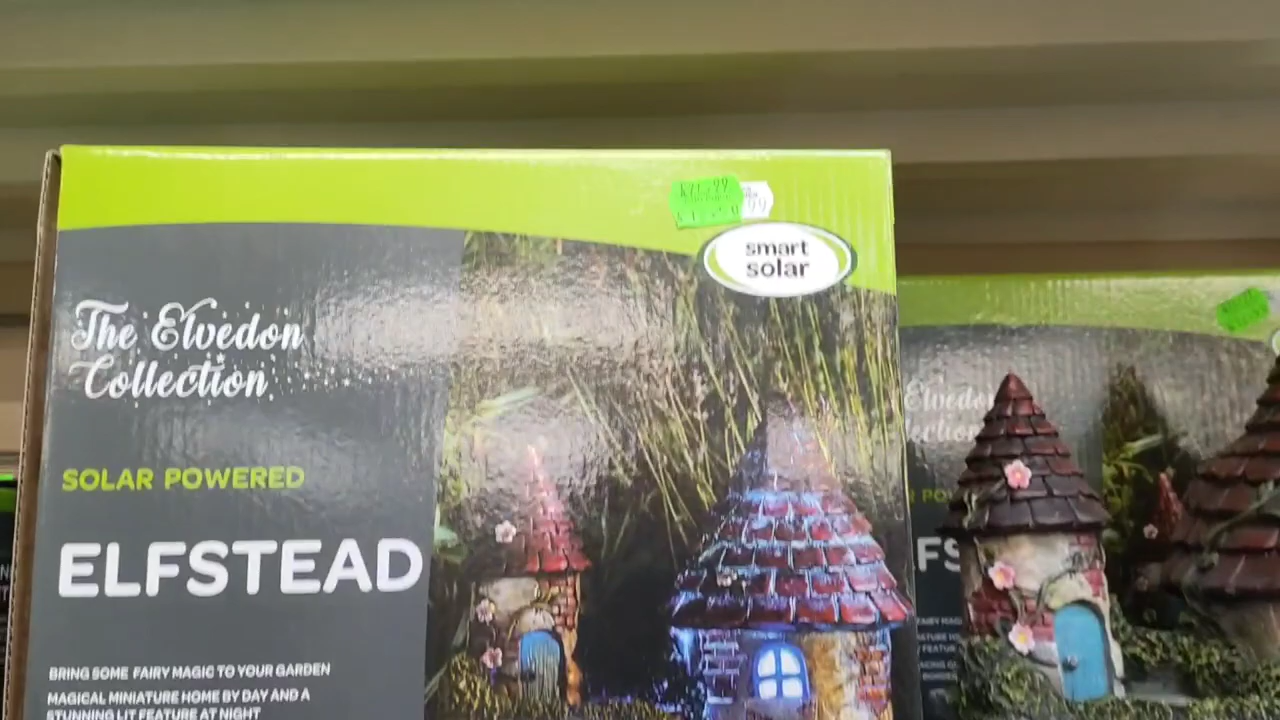 smart
solar
The Elvedon
Collection
SOLAR POWERED
ELFSTEAD
BRING SOME FAIRY MAGIC TO YOUR GARDEN
MAGICAL MINIATURE HOME BY DAY AND A
STUNNING LIT FEATURE AT NIGHT
Elvedon